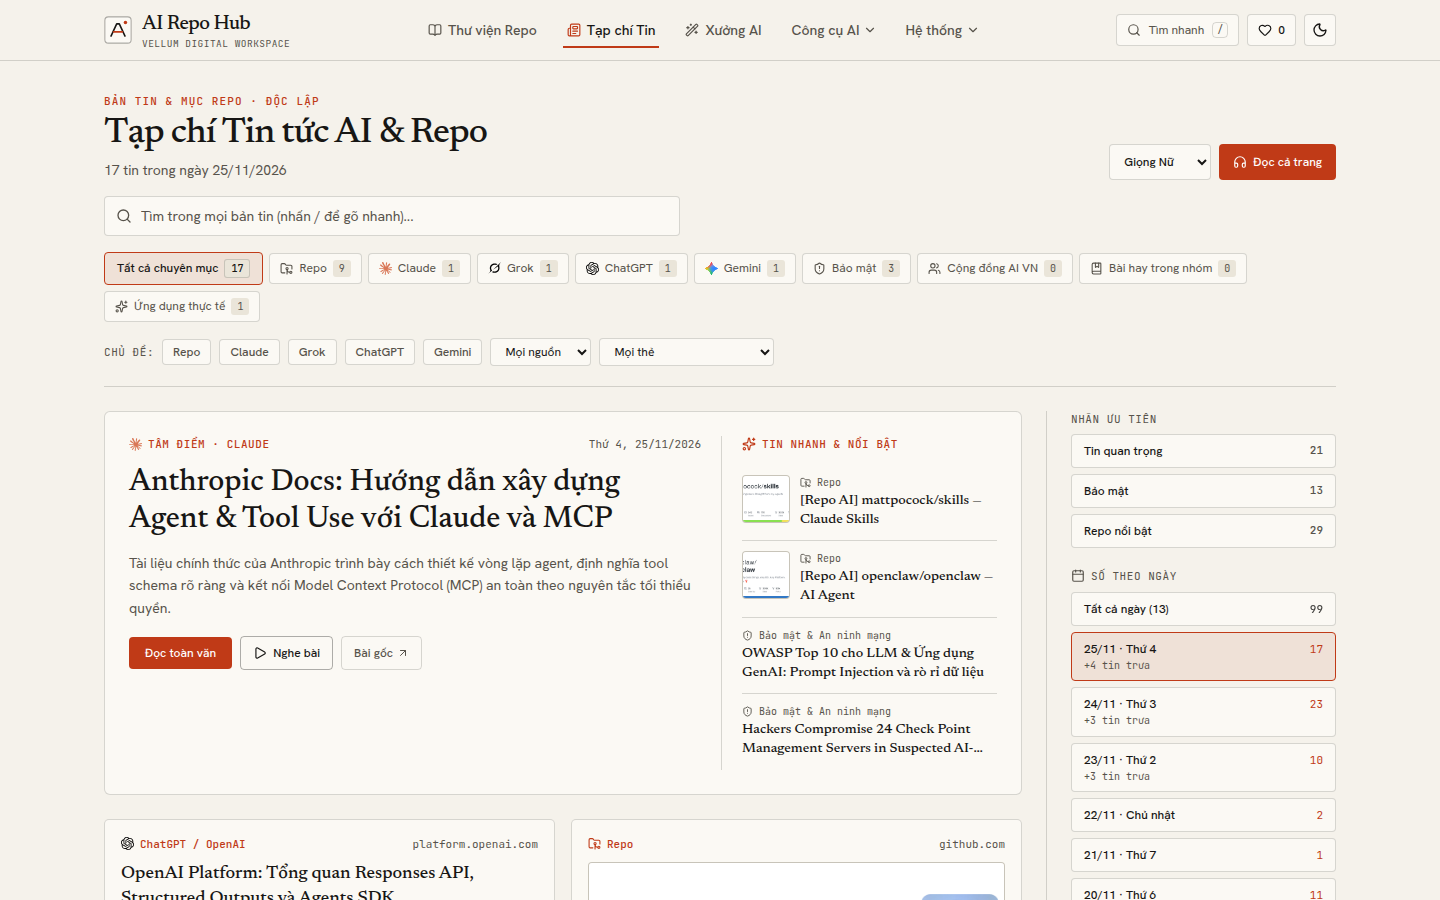 AI Repo Hub
VELLUM DIGITAL WORKSPACE
Thư viện Repo
Tạp chí Tin
Xưởng AI
Công cụ AI
Hệ thống
Tìm nhanh /
0
BẢN TIN & MỤC REPO · ĐỘC LẬP
Tạp chí Tin tức AI & Repo
17 tin trong ngày 25/11/2026
Giọng Nữ
Đọc cả trang
Tìm trong mọi bản tin (nhấn / để gõ nhanh)...
Tất cả chuyên mục 17
Repo 9
Claude 1
Grok 1
ChatGPT 1
Gemini 1
Bảo mật 3
Cộng đồng AI VN 0
Bài hay trong nhóm 0
Ứng dụng thực tế 1
CHỦ ĐỀ:
Repo
Claude
Grok
ChatGPT
Gemini
Mọi nguồn
Mọi thẻ
TÂM ĐIỂM · CLAUDE
Thứ 4, 25/11/2026
Anthropic Docs: Hướng dẫn xây dựng
Agent & Tool Use với Claude và MCP
Tài liệu chính thức của Anthropic trình bày cách thiết kế vòng lặp agent, định nghĩa tool
schema rõ ràng và kết nối Model Context Protocol (MCP) an toàn theo nguyên tắc tối thiểu
quyền.
Đọc toàn văn
Nghe bài
Bài gốc
TIN NHANH & NỔI BẬT
ocock/skills
Repo
[Repo AI] mattpocock/skills —
Claude Skills
claw/
law
Repo
[Repo AI] openclaw/openclaw —
AI Agent
Bảo mật & An ninh mạng
OWASP Top 10 cho LLM & Ứng dụng
GenAI: Prompt Injection và rò rỉ dữ liệu
Bảo mật & An ninh mạng
Hackers Compromise 24 Check Point
Management Servers in Suspected AI-...
NHÃN ƯU TIÊN
Tin quan trọng 21
Bảo mật 13
Repo nổi bật 29
SỐ THEO NGÀY
Tất cả ngày (13) 99
25/11 · Thứ 4 17
+4 tin trưa
24/11 · Thứ 3 23
+3 tin trưa
23/11 · Thứ 2 10
+3 tin trưa
22/11 · Chủ nhật 2
21/11 · Thứ 7 1
20/11 · Thứ 6 11
ChatGPT / OpenAI
platform.openai.com
OpenAI Platform: Tổng quan Responses API,
Structured Outputs và Agents SDK
Repo
github.com